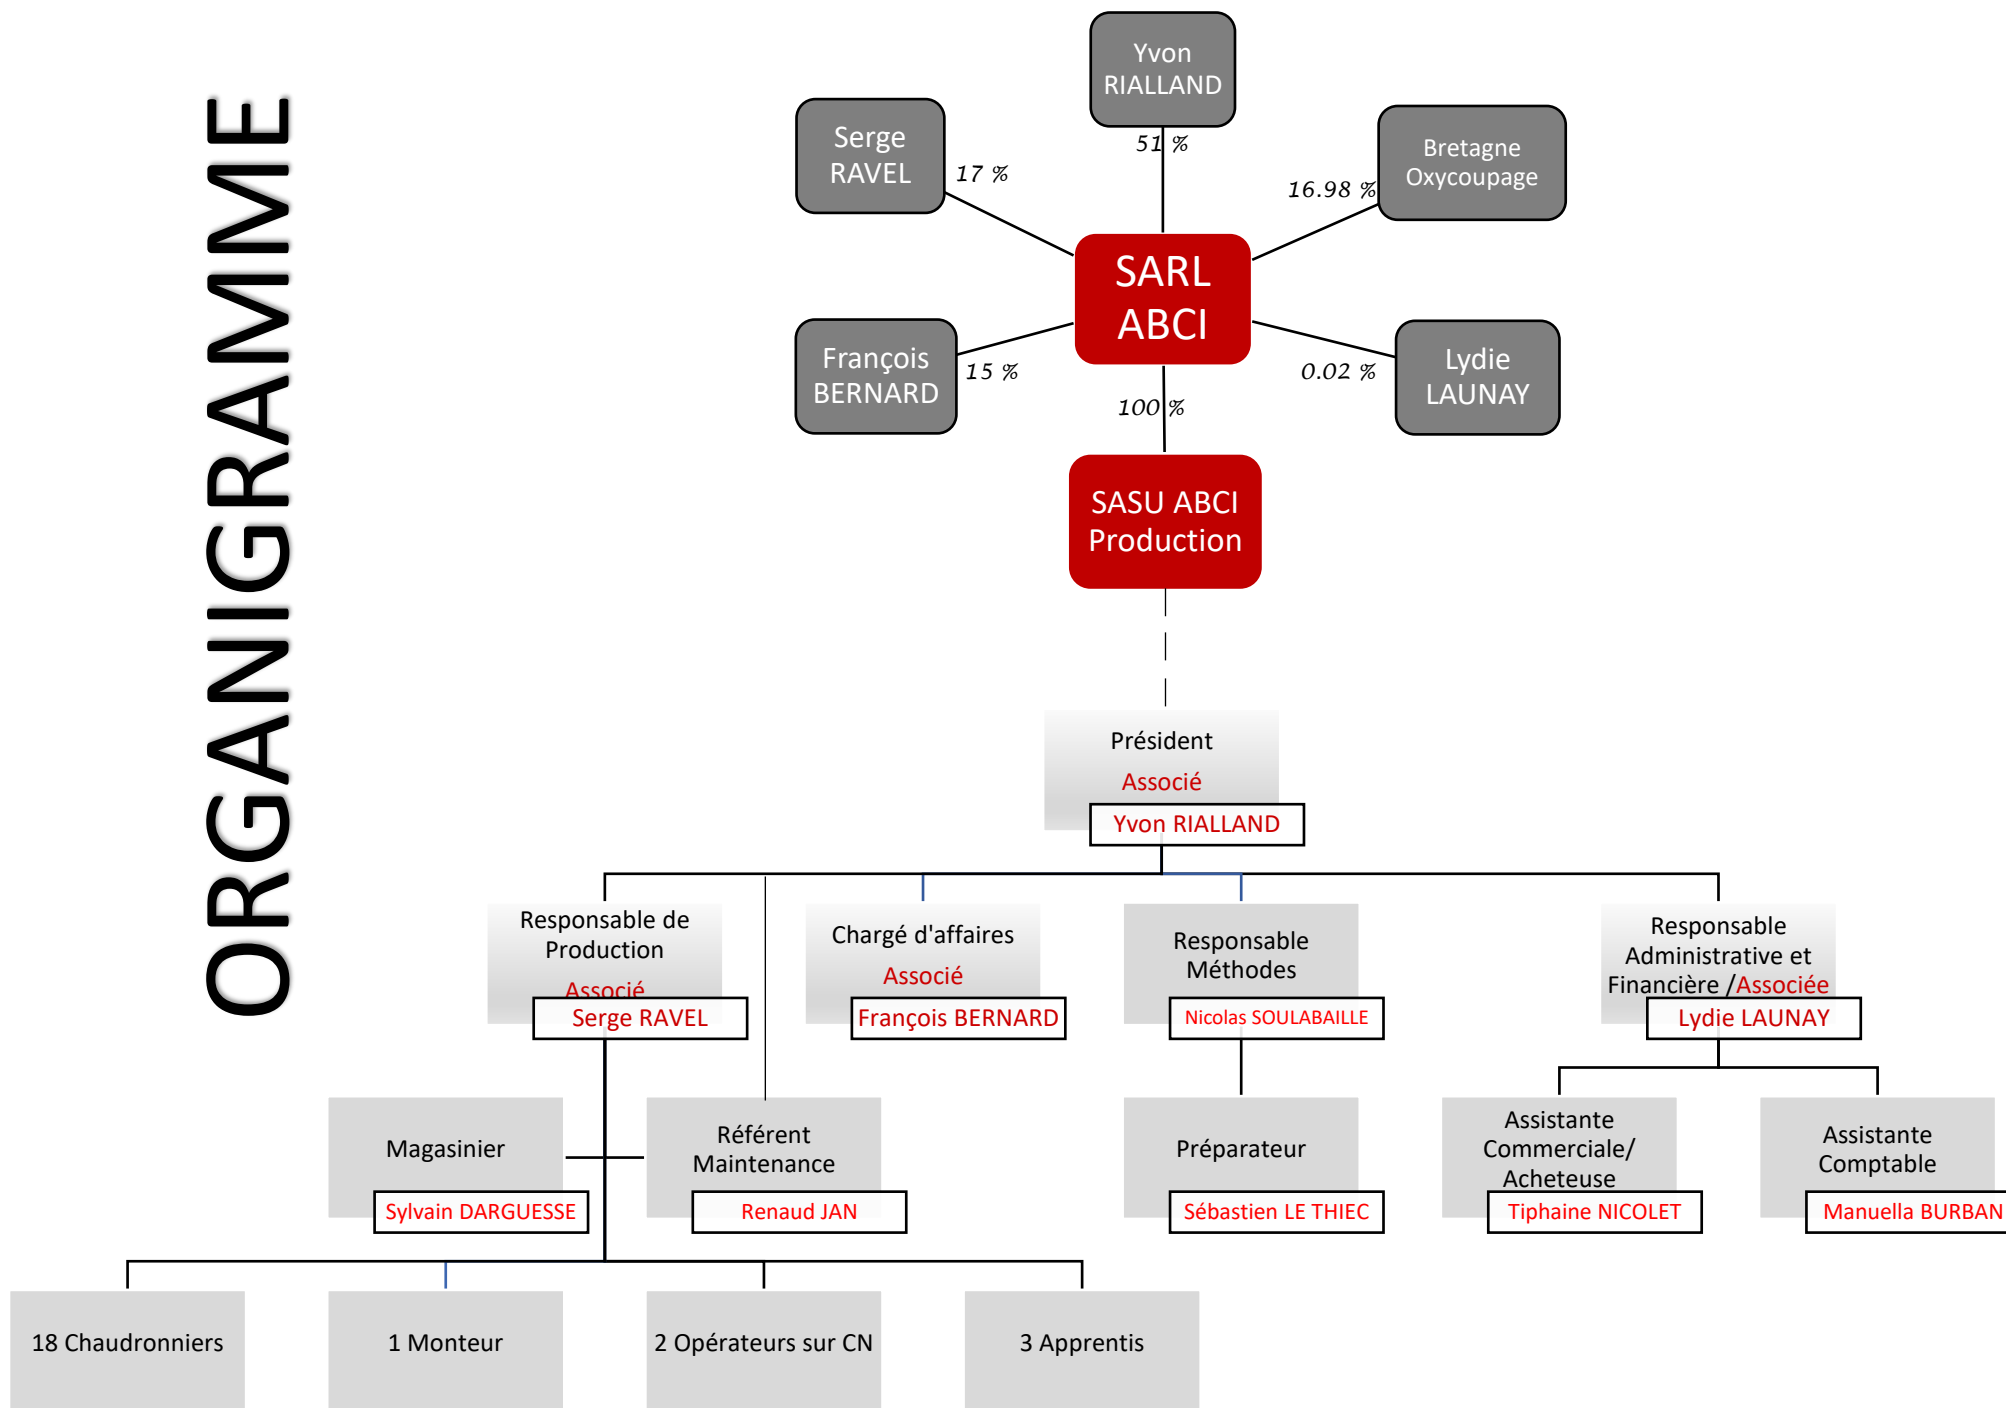 ORGANIGRAMME
Yvon
RIALLAND
51 %
Serge
RAVEL
17 %
Bretagne
Oxycoupage
16.98 %
SARL
ABCI
François
BERNARD
15 %
Lydie
LAUNAY
0.02 %
100 %
SASU ABCI
Production
Président
Associé
Yvon RIALLAND
Responsable de
Production
Associé
Serge RAVEL
Chargé d'affaires
Associé
François BERNARD
Responsable
Méthodes
Nicolas SOULABAILLE
Responsable
Administrative et
Financière /Associée
Lydie LAUNAY
Magasinier
Sylvain DARGUESSE
Référent
Maintenance
Renaud JAN
Préparateur
Sébastien LE THIEC
Assistante
Commerciale/
Acheteuse
Tiphaine NICOLET
Assistante
Comptable
Manuella BURBAN
18 Chaudronniers
1 Monteur
2 Opérateurs sur CN
3 Apprentis